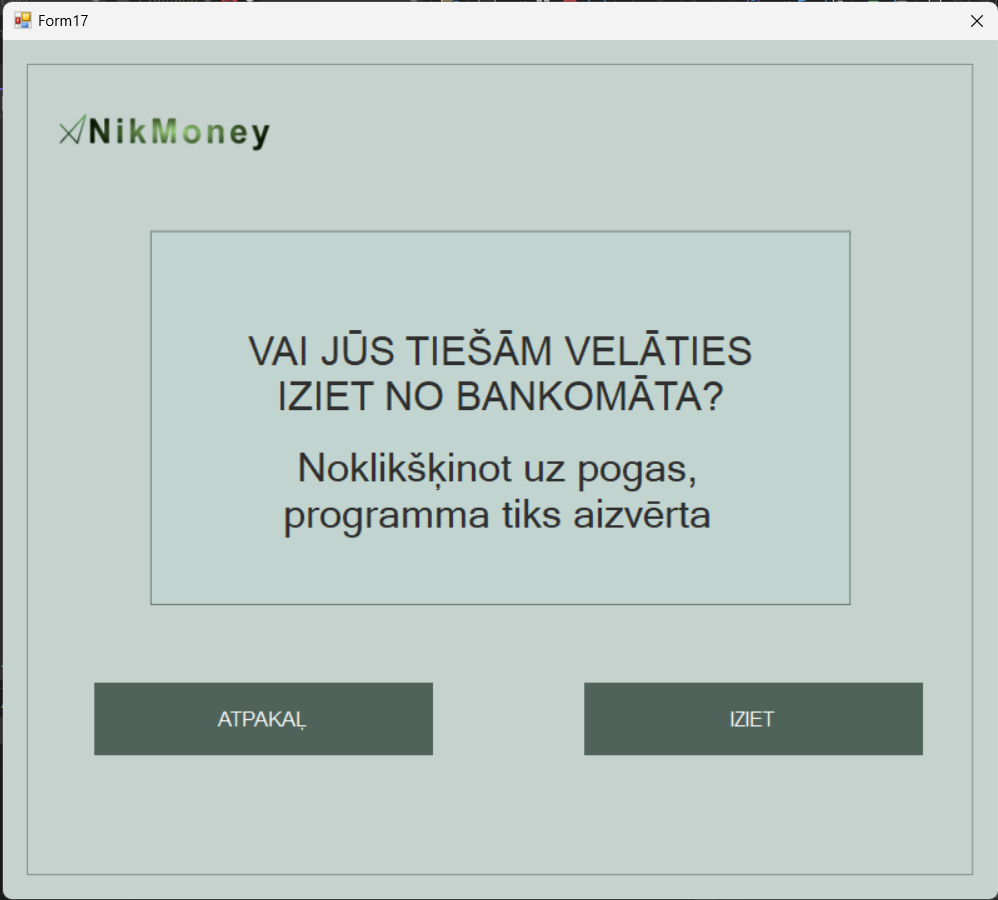 Form17
NikMoney
VAI JŪS TIEŠĀM VELĀTIES
IZIET NO BANKOMĀTA?
Noklikšķinot uz pogas,
programma tiks aizvērta
ATPAKAĻ
IZIET